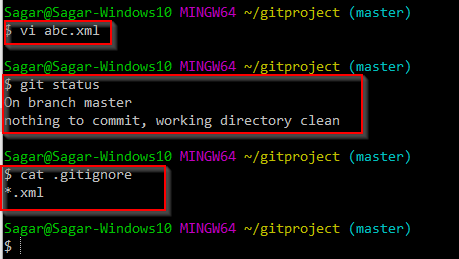 Sagar@Sagar-Windows10 MINGW64 ~/gitproject (master)
$ vi abc.xml
Sagar@Sagar-Windows10 MINGW64 ~/gitproject (master)
$ git status
On branch master
nothing to commit, working directory clean
Sagar@Sagar-Windows10 MINGW64 ~/gitproject (master)
$ cat .gitignore
*.xml
Sagar@Sagar-Windows10 MINGW64 ~/gitproject (master)
$